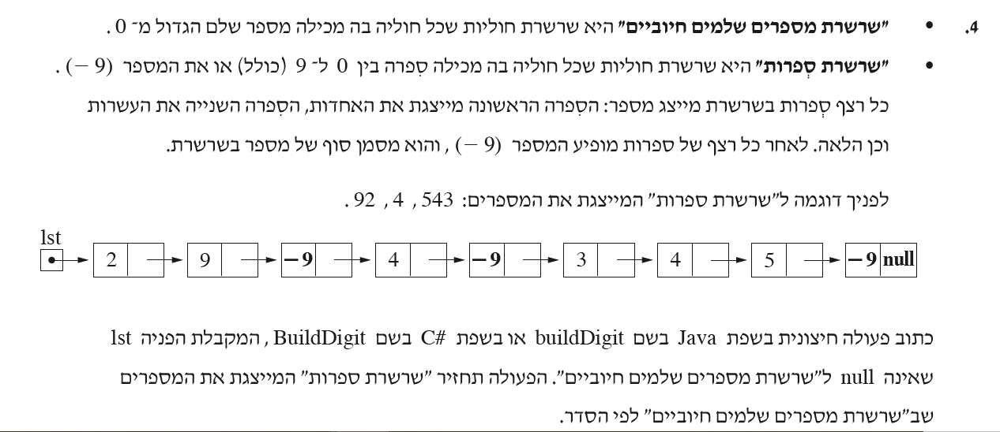 4. • "שרשרת מספרים שלמים חיוביים" היא שרשרת חוליות שכל חוליה בה מכילה מספר שלם הגדול מ־ 0 .
• "שרשרת סְפרות" היא שרשרת חוליות שכל חוליה בה מכילה סִפרה בין 0 ל־ 9 (כולל) או את המספר (9 −) .
כל רצף סְפרות בשרשרת מייצג מספר: הסִפרה הראשונה מייצגת את האחדות, הסִפרה השנייה את העשרות
וכן הלאה. לאחר כל רצף של ספרות מופיע המספר (9 −) , והוא מסמן סוף של מספר בשרשרת.
לפניך דוגמה ל"שרשרת ספרות" המייצגת את המספרים: 543 , 4 , 92 .
lst
2 9 −9 4 −9 3 4 5 −9 null
כתוב פעולה חיצונית בשפת Java בשם buildDigit או בשפת C# בשם BuildDigit , המקבלת הפניה lst
שאינה null ל"שרשרת מספרים שלמים חיוביים". הפעולה תחזיר "שרשרת ספרות" המייצגת את המספרים
שב"שרשרת מספרים שלמים חיוביים" לפי הסדר.